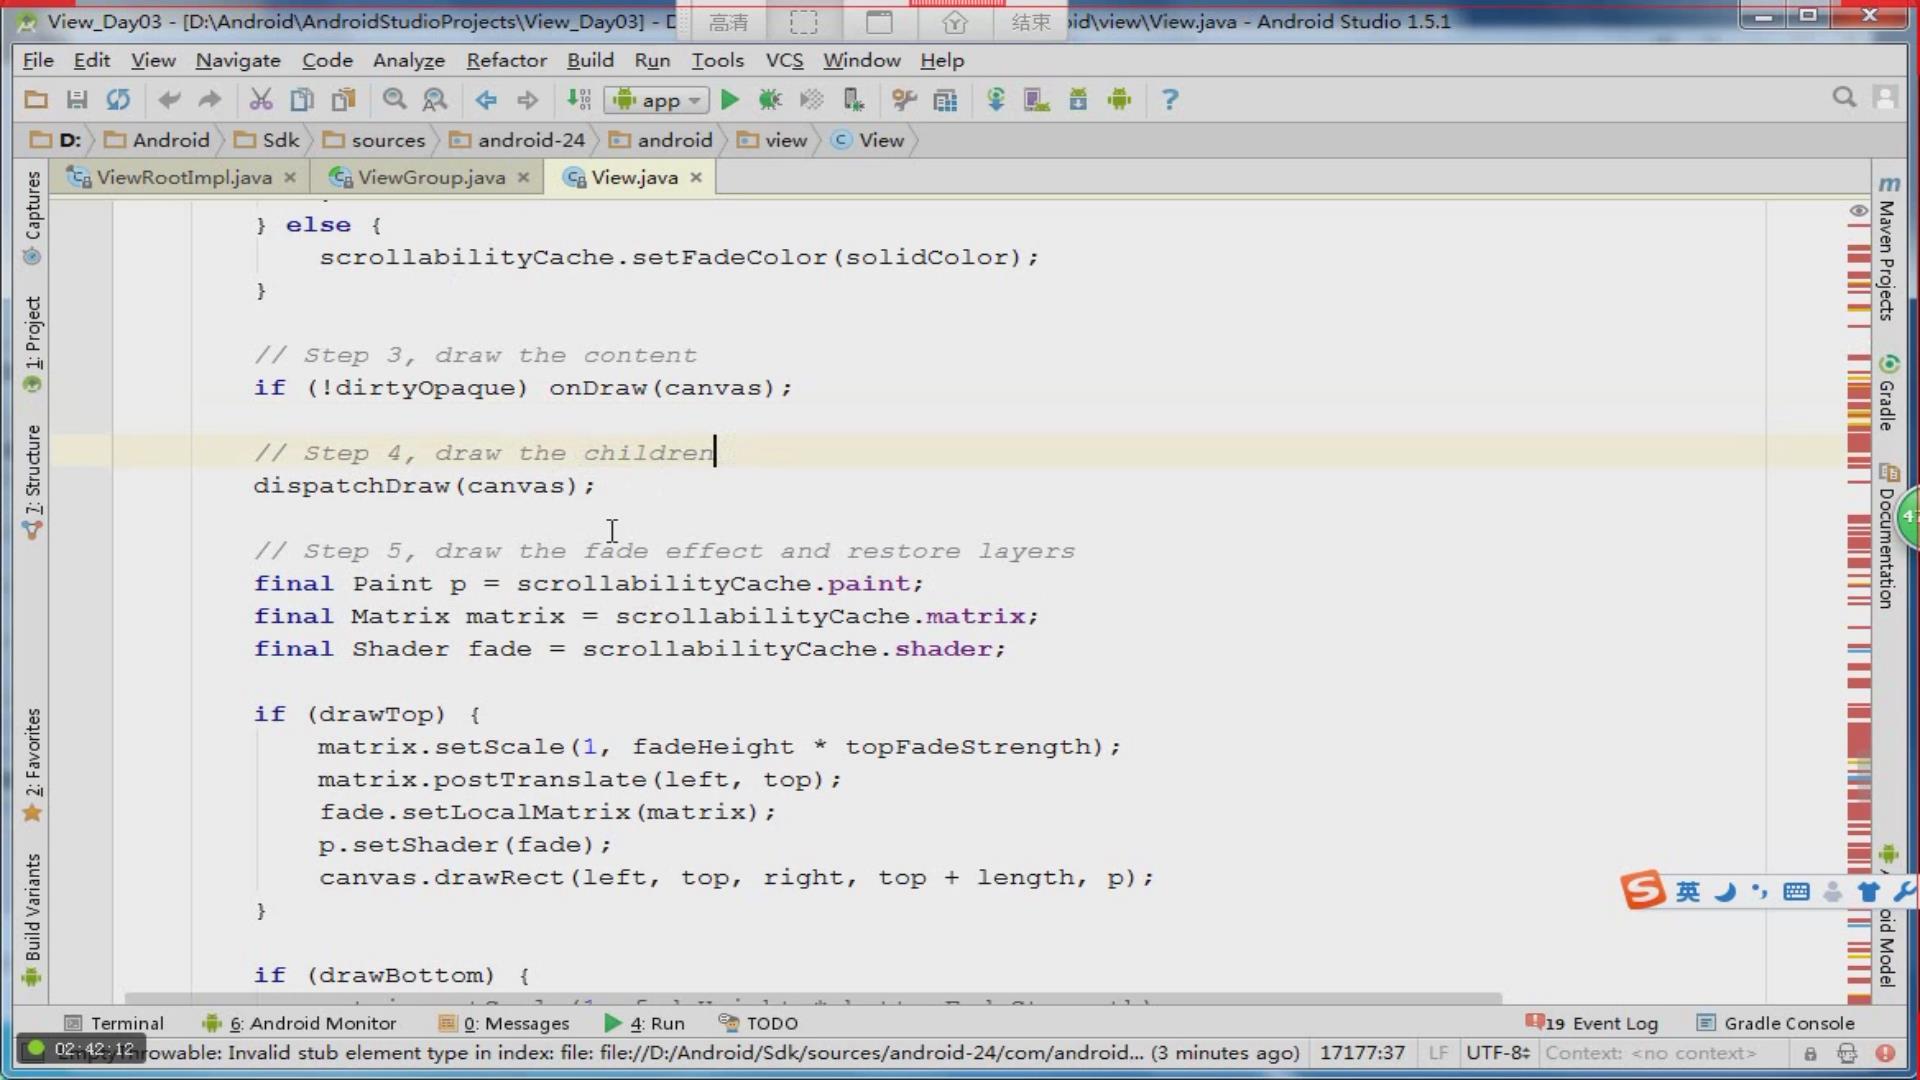 View_Day03 - [D:\Android\AndroidStudioProjects\View_Day03] - D
高清
结束
id\view\View.java - Android Studio 1.5.1
File Edit View Navigate Code Analyze Refactor Build Run Tools VCS Window Help
app
D: Android Sdk sources android-24 android view View
ViewRootImpl.java
ViewGroup.java
View.java
Captures
1: Project
7: Structure
2: Favorites
Build Variants
} else {
scrollabilityCache.setFadeColor(solidColor);
}
// Step 3, draw the content
if (!dirtyOpaque) onDraw(canvas);
// Step 4, draw the children
dispatchDraw(canvas);
// Step 5, draw the fade effect and restore layers
final Paint p = scrollabilityCache.paint;
final Matrix matrix = scrollabilityCache.matrix;
final Shader fade = scrollabilityCache.shader;
if (drawTop) {
matrix.setScale(1, fadeHeight * topFadeStrength);
matrix.postTranslate(left, top);
fade.setLocalMatrix(matrix);
p.setShader(fade);
canvas.drawRect(left, top, right, top + length, p);
}
if (drawBottom) {
Maven Projects
Gradle
Documentation
oid Model
47
英
Terminal
6: Android Monitor
0: Messages
4: Run
TODO
19 Event Log
Gradle Console
02:42:12
hrowable: Invalid stub element type in index: file: file://D:/Android/Sdk/sources/android-24/com/android... (3 minutes ago)
17177:37 LF UTF-8 Context: <no context>